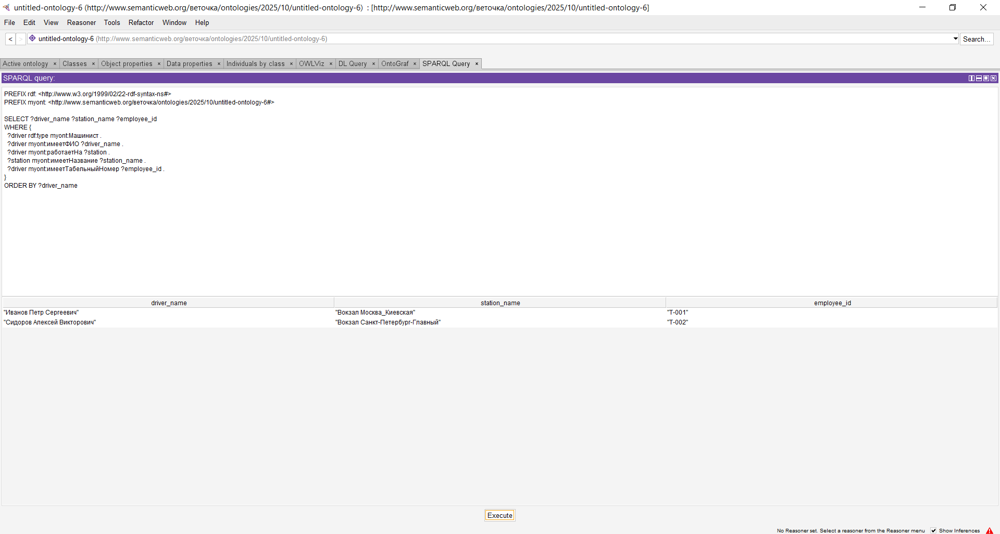 untitled-ontology-6 (http://www.semanticweb.org/веточка/ontologies/2025/10/untitled-ontology-6) : [http://www.semanticweb.org/веточка/ontologies/2025/10/untitled-ontology-6]
File Edit View Reasoner Tools Refactor Window Help
< > untitled-ontology-6 (http://www.semanticweb.org/веточка/ontologies/2025/10/untitled-ontology-6) Search...
Active ontology × Classes × Object properties × Data properties × Individuals by class × OWLViz × DL Query × OntoGraf × SPARQL Query ×
SPARQL query:
PREFIX rdf: <http://www.w3.org/1999/02/22-rdf-syntax-ns#>
PREFIX myont: <http://www.semanticweb.org/веточка/ontologies/2025/10/untitled-ontology-6#>
SELECT ?driver_name ?station_name ?employee_id
WHERE {
?driver rdf:type myont:Машинист .
?driver myont:имеетФИО ?driver_name .
?driver myont:работаетНа ?station .
?station myont:имеетНазвание ?station_name .
?driver myont:имеетТабельныйНомер ?employee_id .
}
ORDER BY ?driver_name
driver_name station_name employee_id
"Иванов Петр Сергеевич" "Вокзал Москва_Киевская" "Т-001"
"Сидоров Алексей Викторович" "Вокзал Санкт-Петербург-Главный" "Т-002"
Execute
No Reasoner set. Select a reasoner from the Reasoner menu Show Inferences